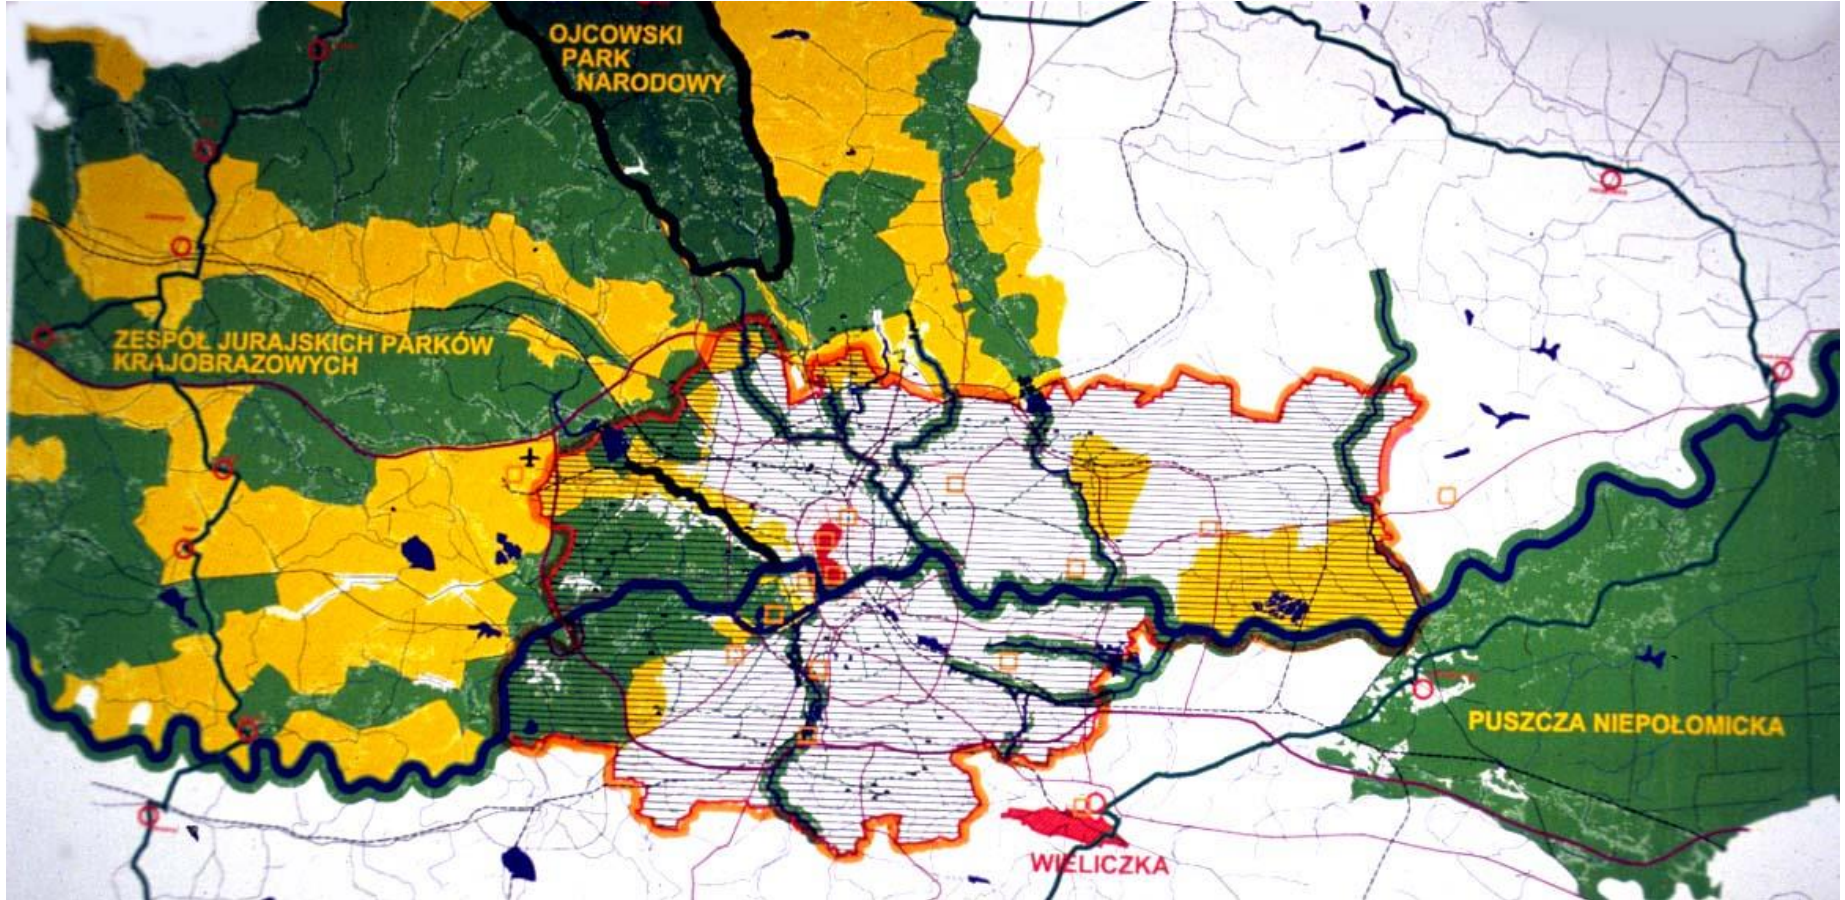 OJCOWSKI
PARK
NARODOWY
ZESPÓŁ JURAJSKICH PARKÓW
KRAJOBRAZOWYCH
PUSZCZA NIEPOŁOMICKA
WIELICZKA